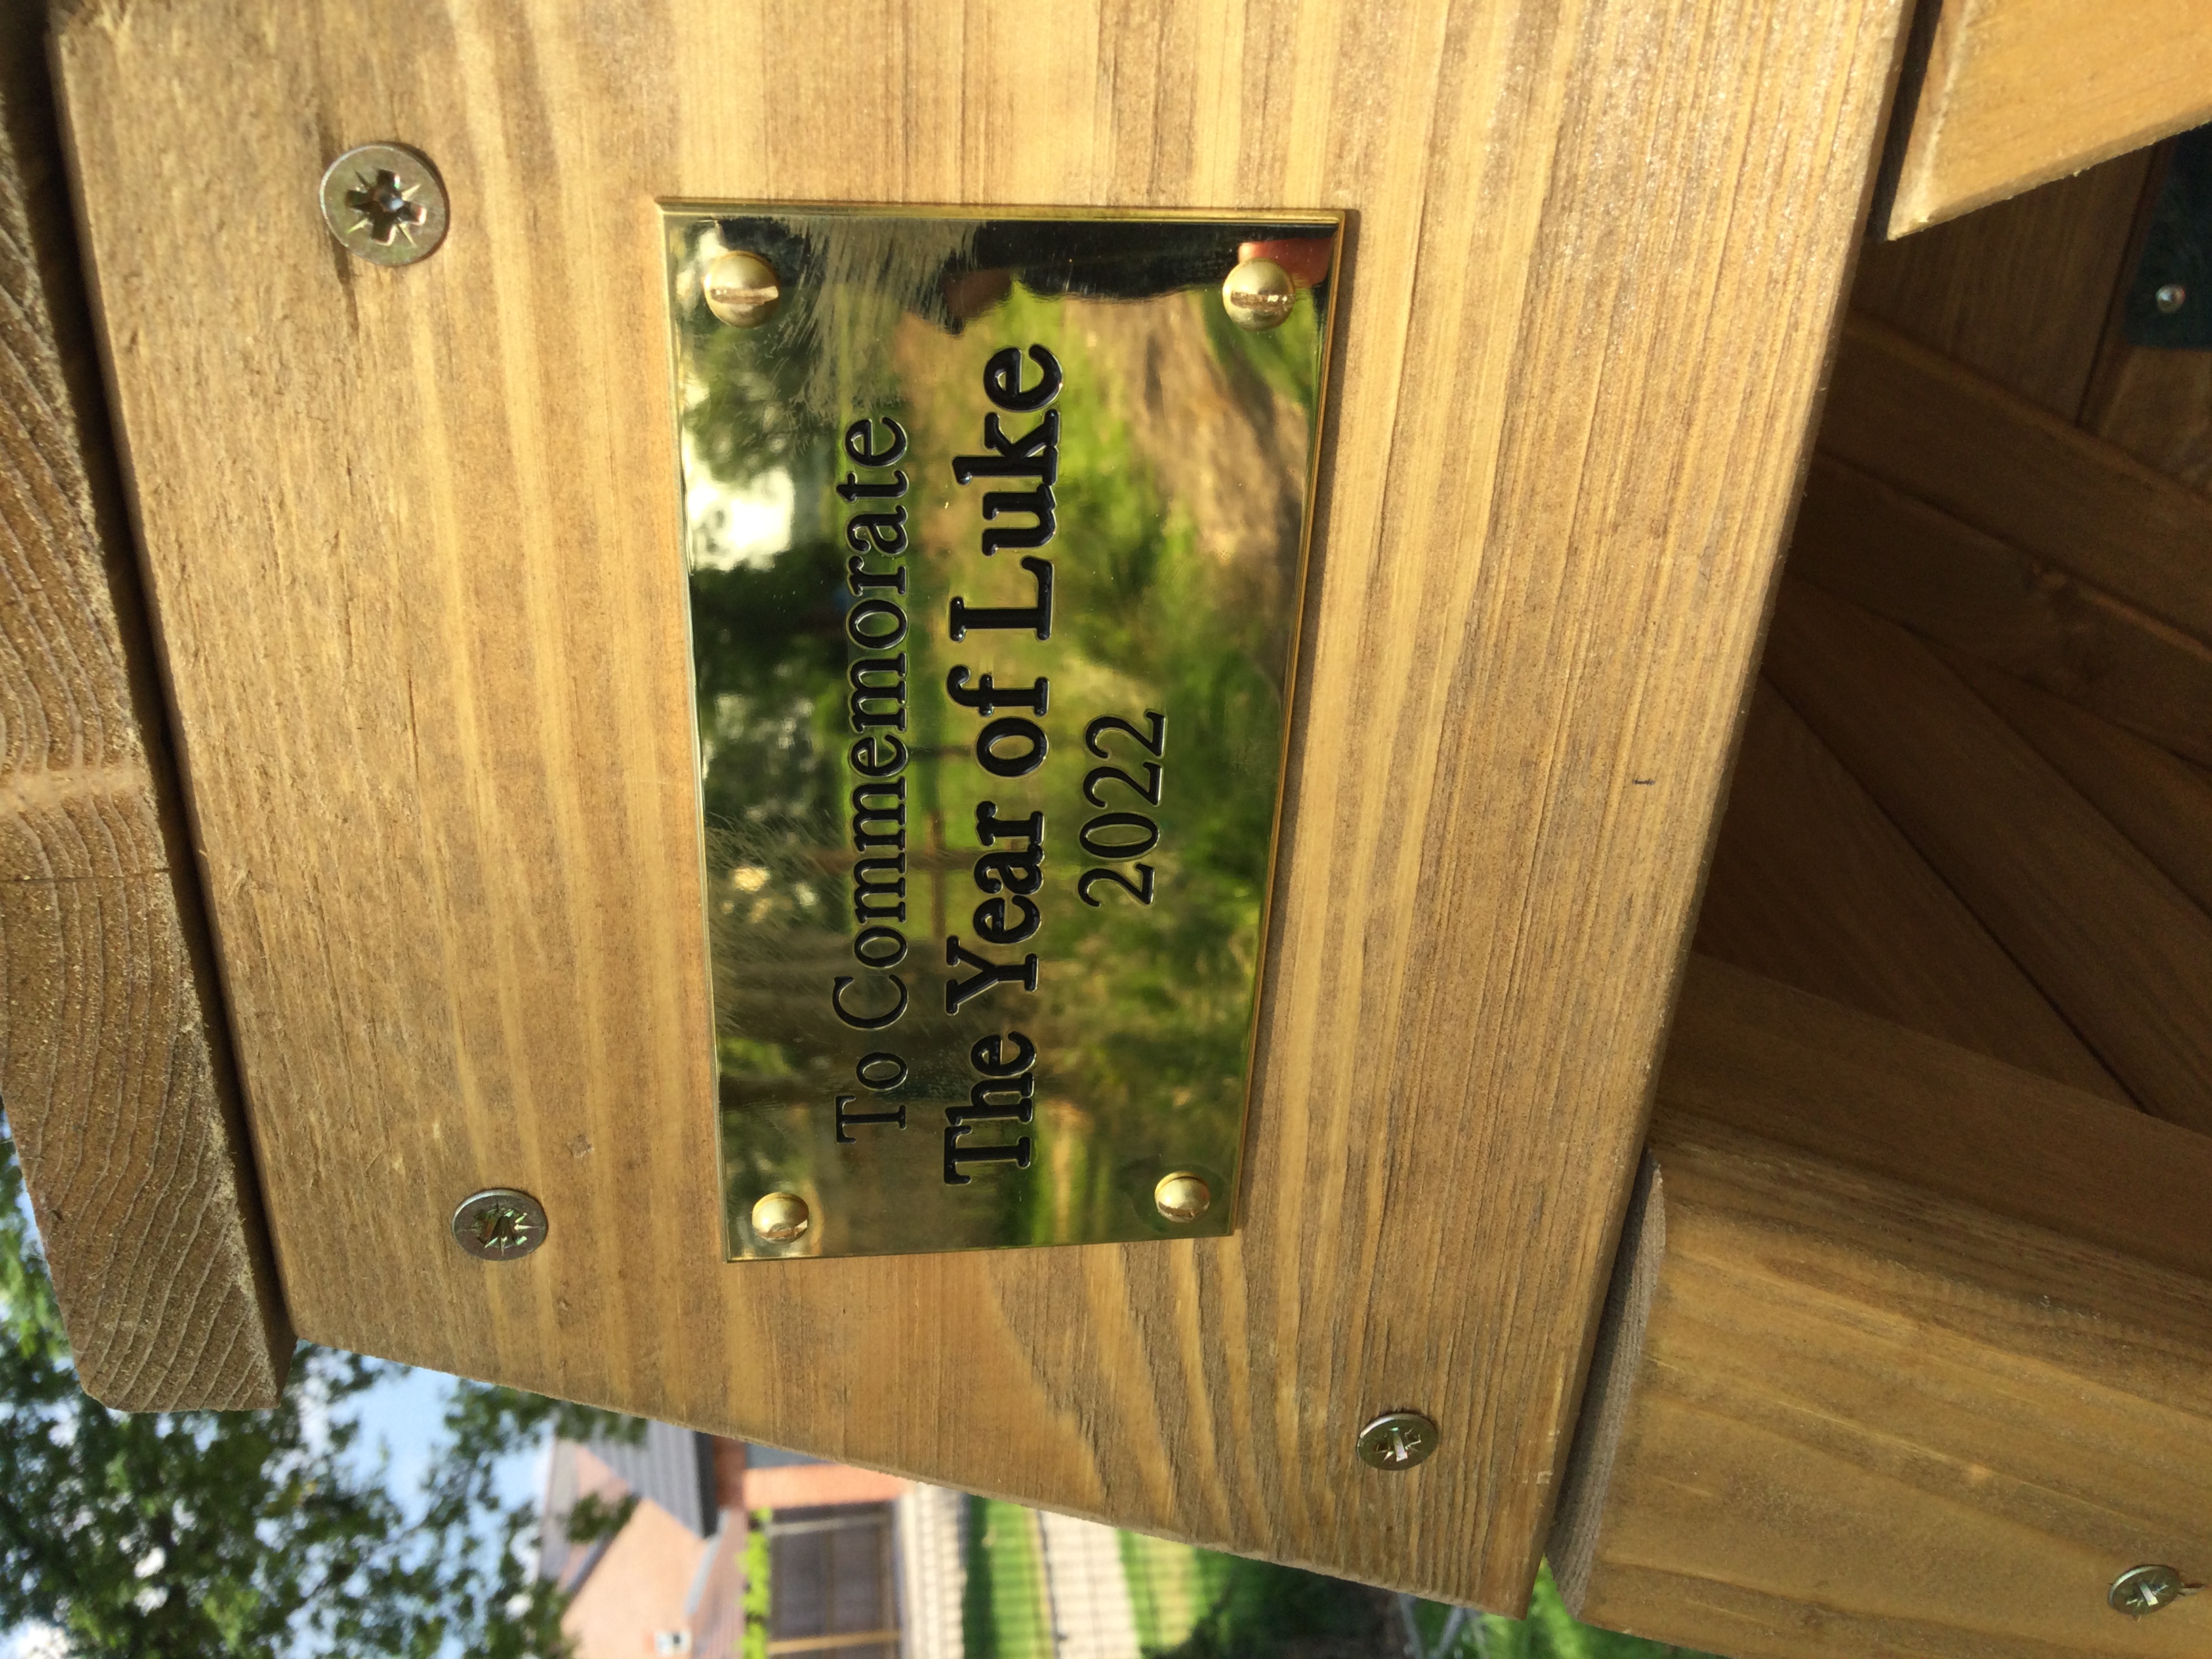 To Commemorate
The Year of Luke
2022